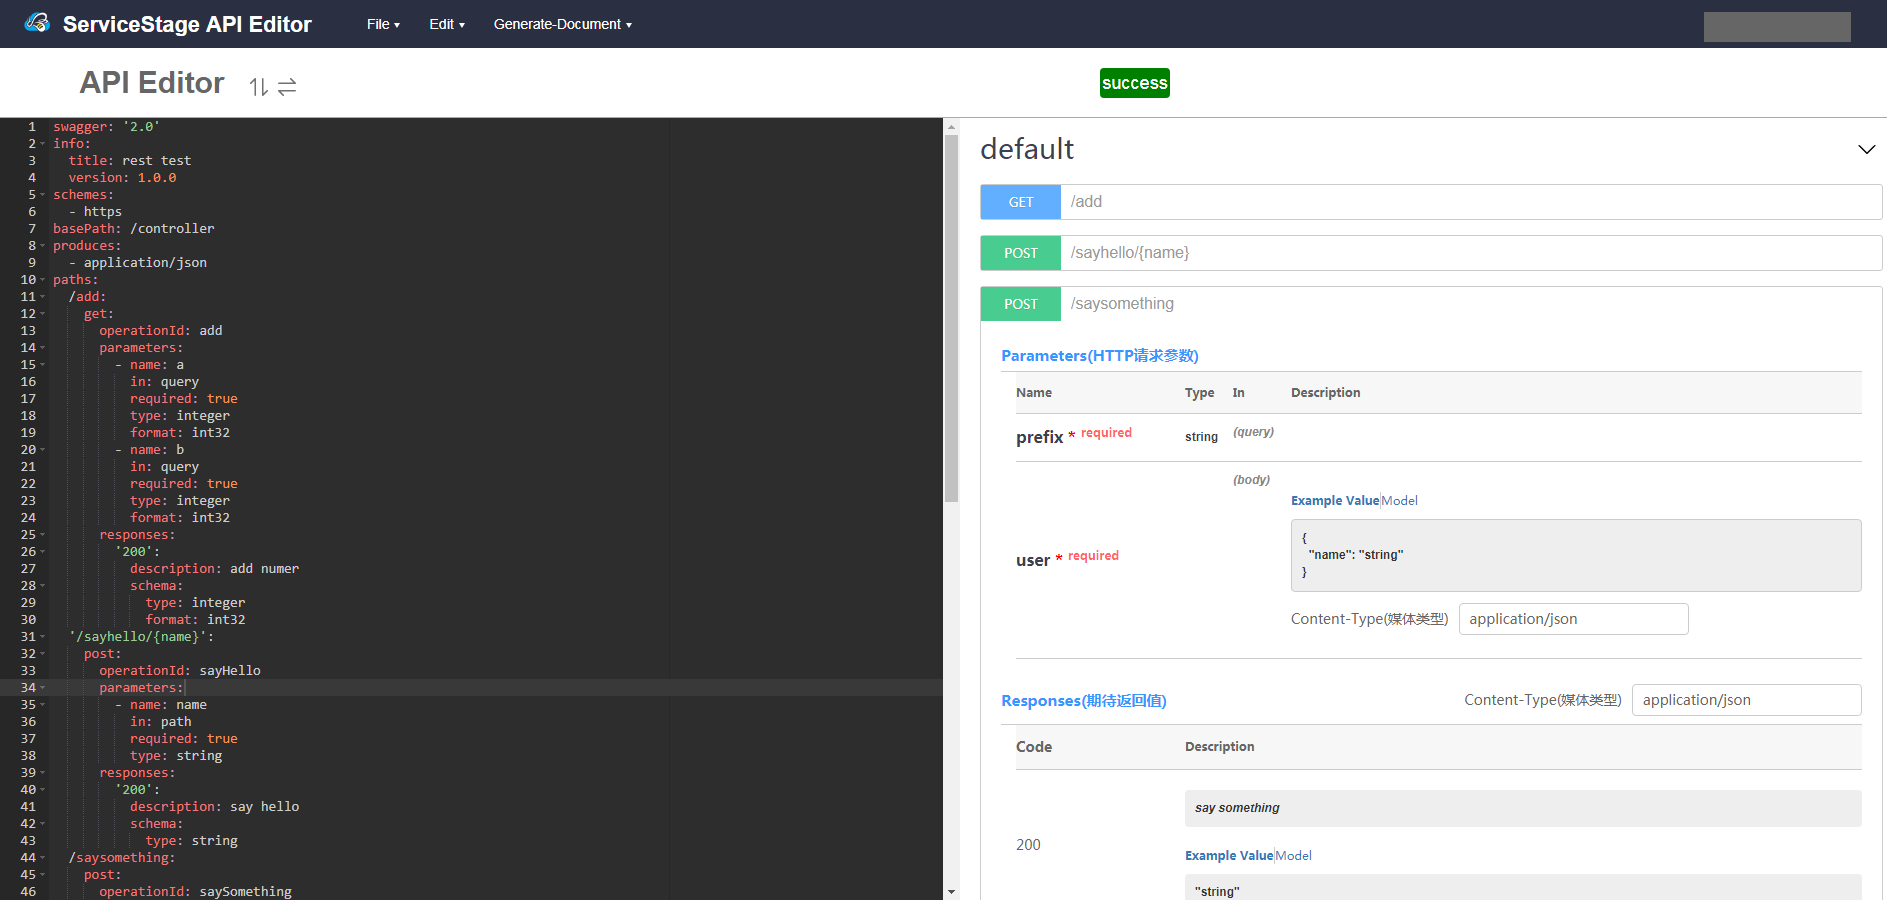 ServiceStage API Editor
File
Edit
Generate-Document
API Editor
success
1 swagger: '2.0'
2 info:
3 title: rest test
4 version: 1.0.0
5 schemes:
6 - https
7 basePath: /controller
8 produces:
9 - application/json
10 paths:
11 /add:
12 get:
13 operationId: add
14 parameters:
15 - name: a
16 in: query
17 required: true
18 type: integer
19 format: int32
20 - name: b
21 in: query
22 required: true
23 type: integer
24 format: int32
25 responses:
26 '200':
27 description: add numer
28 schema:
29 type: integer
30 format: int32
31 '/sayhello/{name}':
32 post:
33 operationId: sayHello
34 parameters:
35 - name: name
36 in: path
37 required: true
38 type: string
39 responses:
40 '200':
41 description: say hello
42 schema:
43 type: string
44 /saysomething:
45 post:
46 operationId: saySomething
default
GET /add
POST /sayhello/{name}
POST /saysomething
Parameters(HTTP请求参数)
Name Type In Description
prefix * required string (query)
(body)
Example Value Model
{
"name": "string"
}
user * required
Content-Type(媒体类型) application/json
Responses(期待返回值) Content-Type(媒体类型) application/json
Code Description
say something
200
Example Value Model
"string"